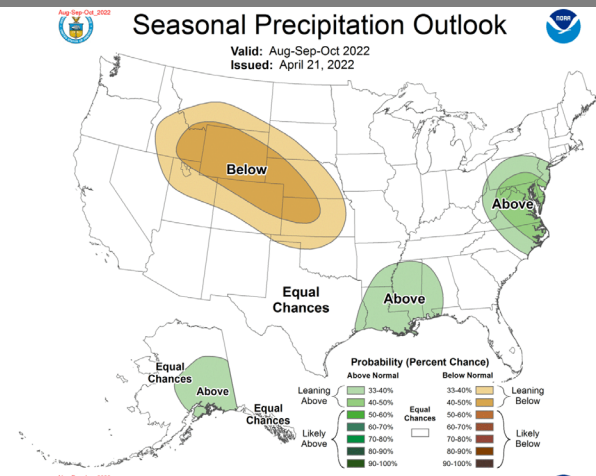 Aug-Sep-Oct_2022
Seasonal Precipitation Outlook
NOAA
Valid: Aug-Sep-Oct 2022
Issued: April 21, 2022
Below
Above
Equal
Chances
Above
Equal
Chances
Above
Equal
Chances
Probability (Percent Chance)
Above Normal
Below Normal
Leaning
Above
33-40%
40-50%
Likely
Above
50-60%
60-70%
70-80%
80-90%
90-100%
Equal
Chances
33-40%
40-50%
Leaning
Below
50-60%
60-70%
70-80%
80-90%
90-100%
Likely
Below